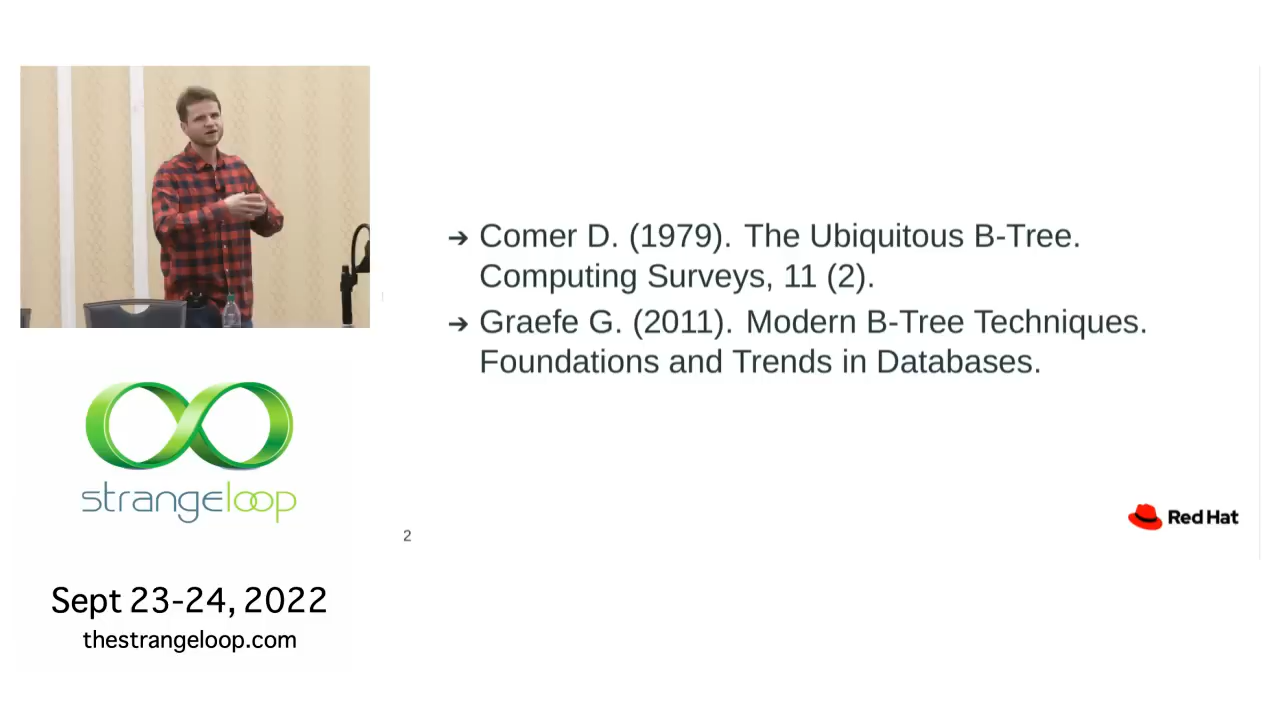 → Comer D. (1979). The Ubiquitous B-Tree.
Computing Surveys, 11 (2).
→ Graefe G. (2011). Modern B-Tree Techniques.
Foundations and Trends in Databases.
Red Hat
2
strangeloop
Sept 23-24, 2022
thestrangeloop.com